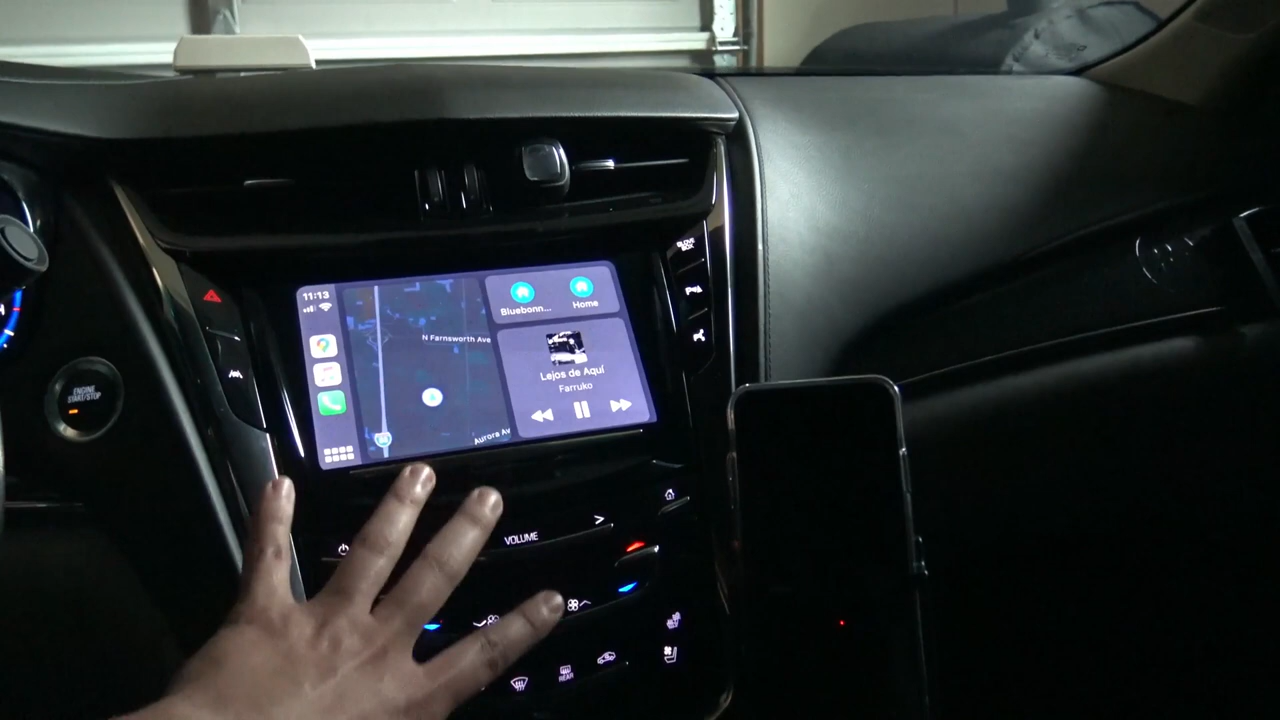 GLOVE
BOX
11:13
Bluebonn...
Home
N Farnsworth Ave
Lejos de Aquí
Farruko
ENGINE
START/STOP
Aurora Av
VOLUME
REAR